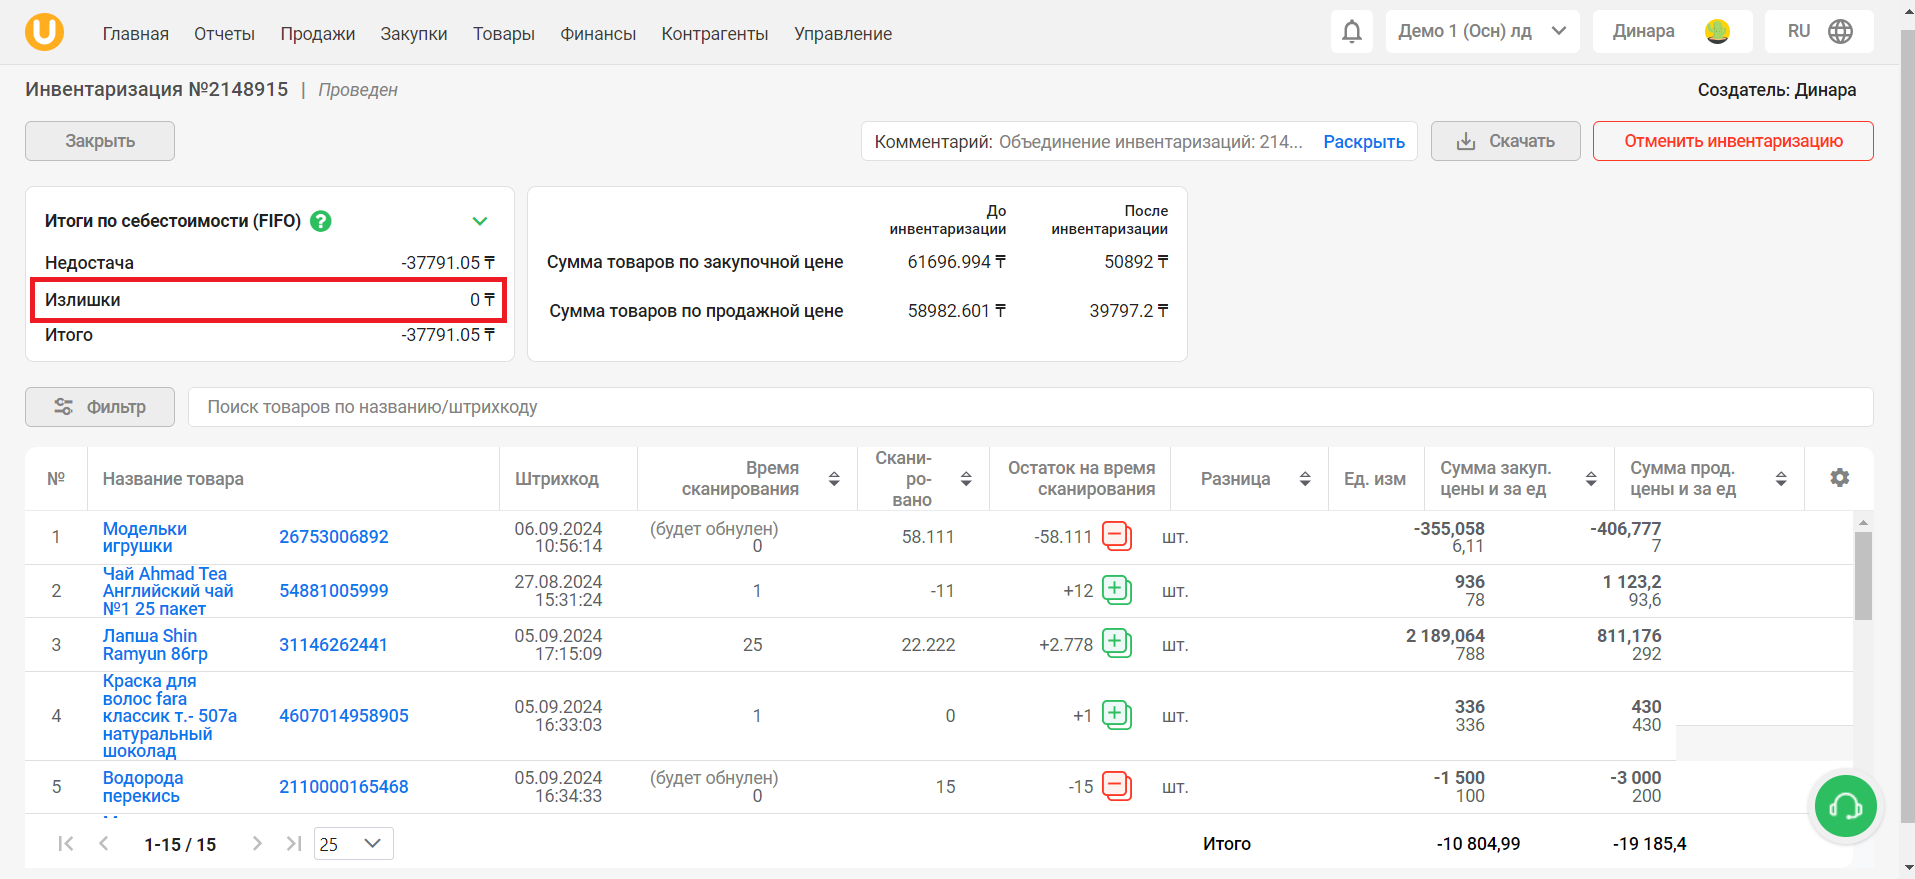 U
Главная Отчеты Продажи Закупки Товары Финансы Контрагенты Управление
Демо 1 (Осн) лд
Динара
RU
Инвентаризация №2148915 | Проведен
Создатель: Динара
Закрыть
Комментарий: Объединение инвентаризаций: 214... Раскрыть
Скачать
Отменить инвентаризацию
Итоги по себестоимости (FIFO) ?
Недостача -37791.05 ₸
Излишки 0 ₸
Итого -37791.05 ₸
До инвентаризации
После инвентаризации
Сумма товаров по закупочной цене 61696.994 ₸ 50892 ₸
Сумма товаров по продажной цене 58982.601 ₸ 39797.2 ₸
Фильтр
Поиск товаров по названию/штрихкоду
№
Название товара
Штрихкод
Время
сканирования
Скани-
ро-
вано
Остаток на время
сканирования
Разница
Ед. изм
Сумма закуп.
цены и за ед
Сумма прод.
цены и за ед
1
Модельки
игрушки
26753006892
06.09.2024
10:56:14
(будет обнулен)
0
58.111
-58.111
шт.
-355,058
6,11
-406,777
7
2
Чай Ahmad Tea
Английский чай
№1 25 пакет
54881005999
27.08.2024
15:31:24
1
-11
+12
шт.
936
78
1 123,2
93,6
3
Лапша Shin
Ramyun 86гр
31146262441
05.09.2024
17:15:09
25
22.222
+2.778
шт.
2 189,064
788
811,176
292
4
Краска для
волос fara
классик т.- 507а
натуральный
шоколад
4607014958905
05.09.2024
16:33:03
1
0
+1
шт.
336
336
430
430
5
Водорода
перекись
2110000165468
05.09.2024
16:34:33
(будет обнулен)
0
15
-15
шт.
-1 500
100
-3 000
200
1-15 / 15
25
Итого -10 804,99 -19 185,4